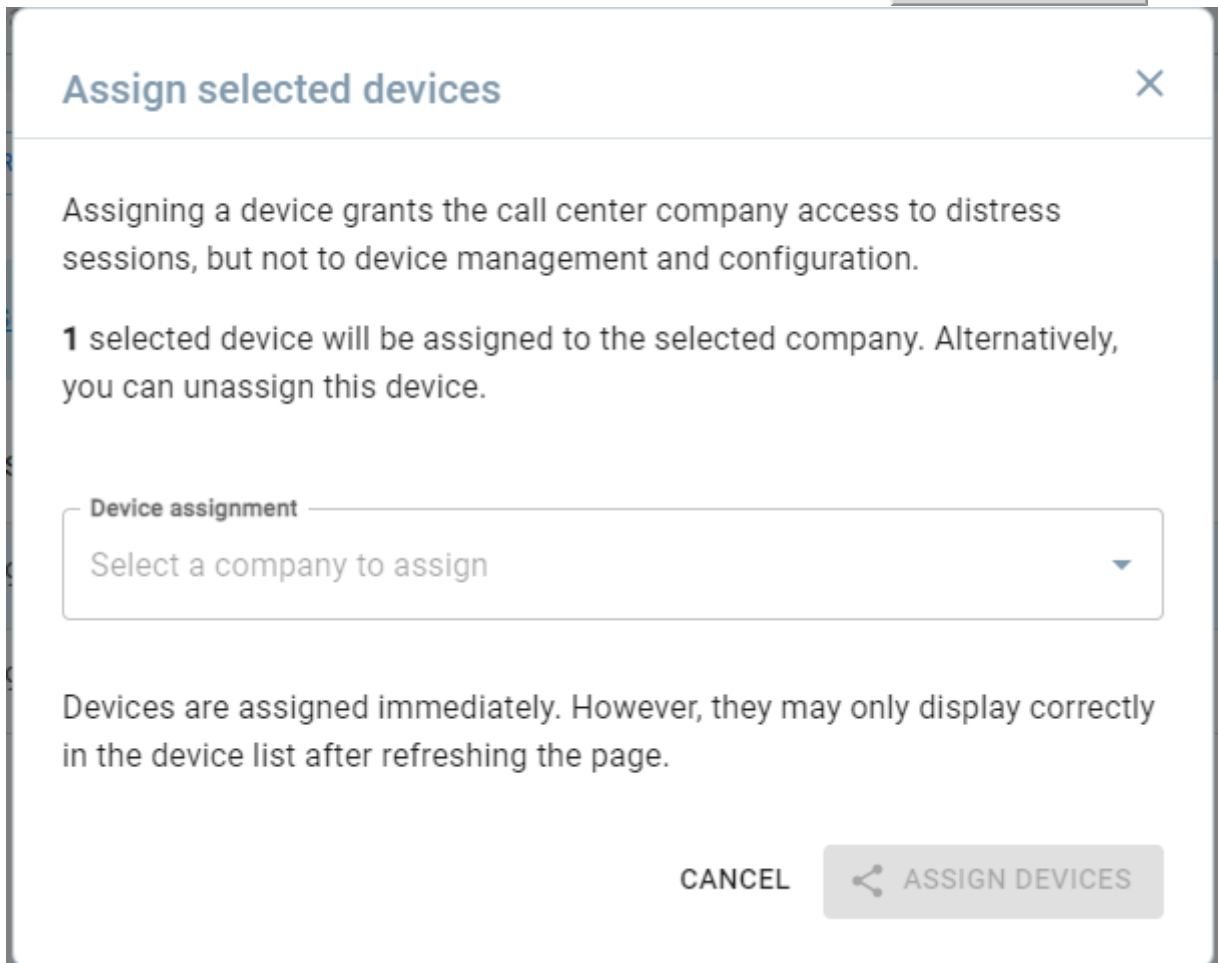 Assign selected devices
Assigning a device grants the call center company access to distress
sessions, but not to device management and configuration.
1 selected device will be assigned to the selected company. Alternatively,
you can unassign this device.
Device assignment
Select a company to assign
Devices are assigned immediately. However, they may only display correctly
in the device list after refreshing the page.
CANCEL
ASSIGN DEVICES